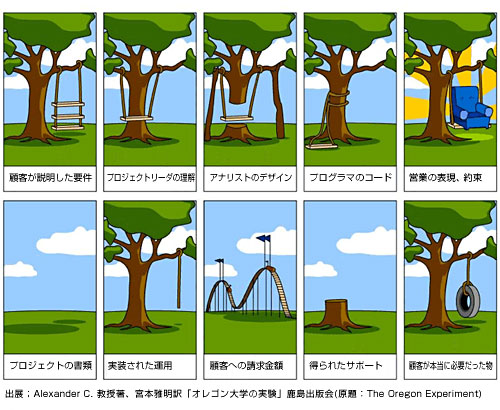 顧客が説明した要件
プロジェクトリーダの理解
アナリストのデザイン
プログラマのコード
営業の表現、約束
プロジェクトの書類
実装された運用
顧客への請求金額
得られたサポート
顧客が本当に必要だった物
出展；Alexander C. 教授著、宮本雅明訳「オレゴン大学の実験」鹿島出版会(原題：The Oregon Experiment)